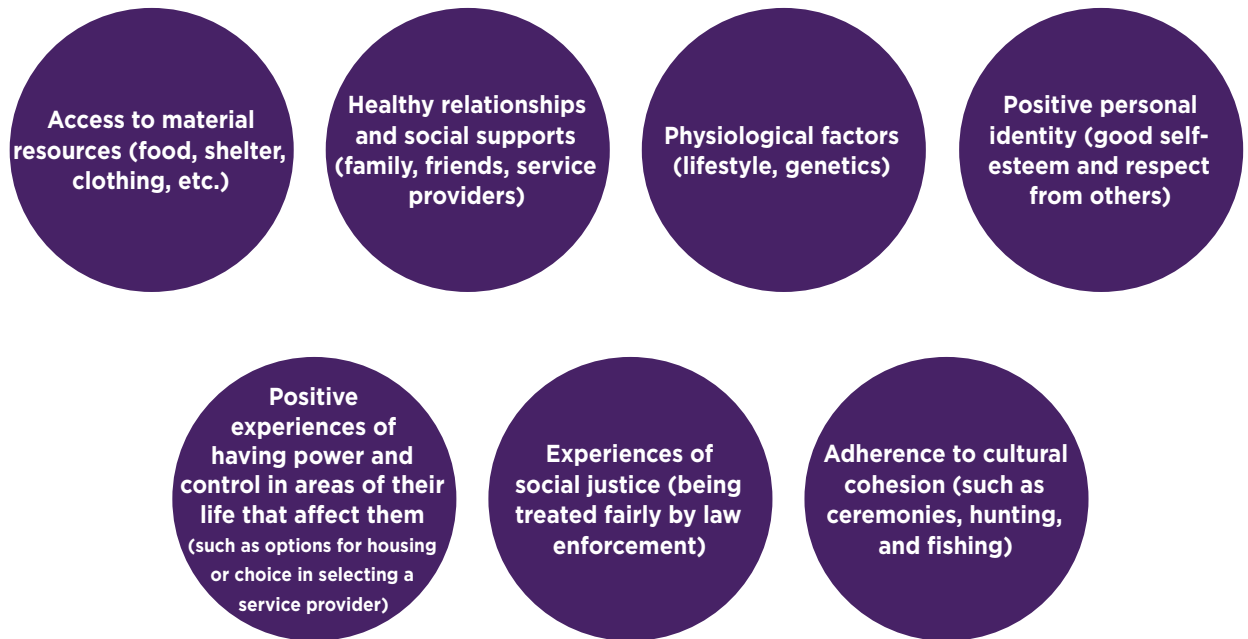 Access to material
resources (food, shelter,
clothing, etc.)
Healthy relationships
and social supports
(family, friends, service
providers)
Physiological factors
(lifestyle, genetics)
Positive personal
identity (good self-
esteem and respect
from others)
Positive
experiences of
having power and
control in areas of their
life that affect them
(such as options for housing
or choice in selecting a
service provider)
Experiences of
social justice (being
treated fairly by law
enforcement)
Adherence to cultural
cohesion (such as
ceremonies, hunting,
and fishing)